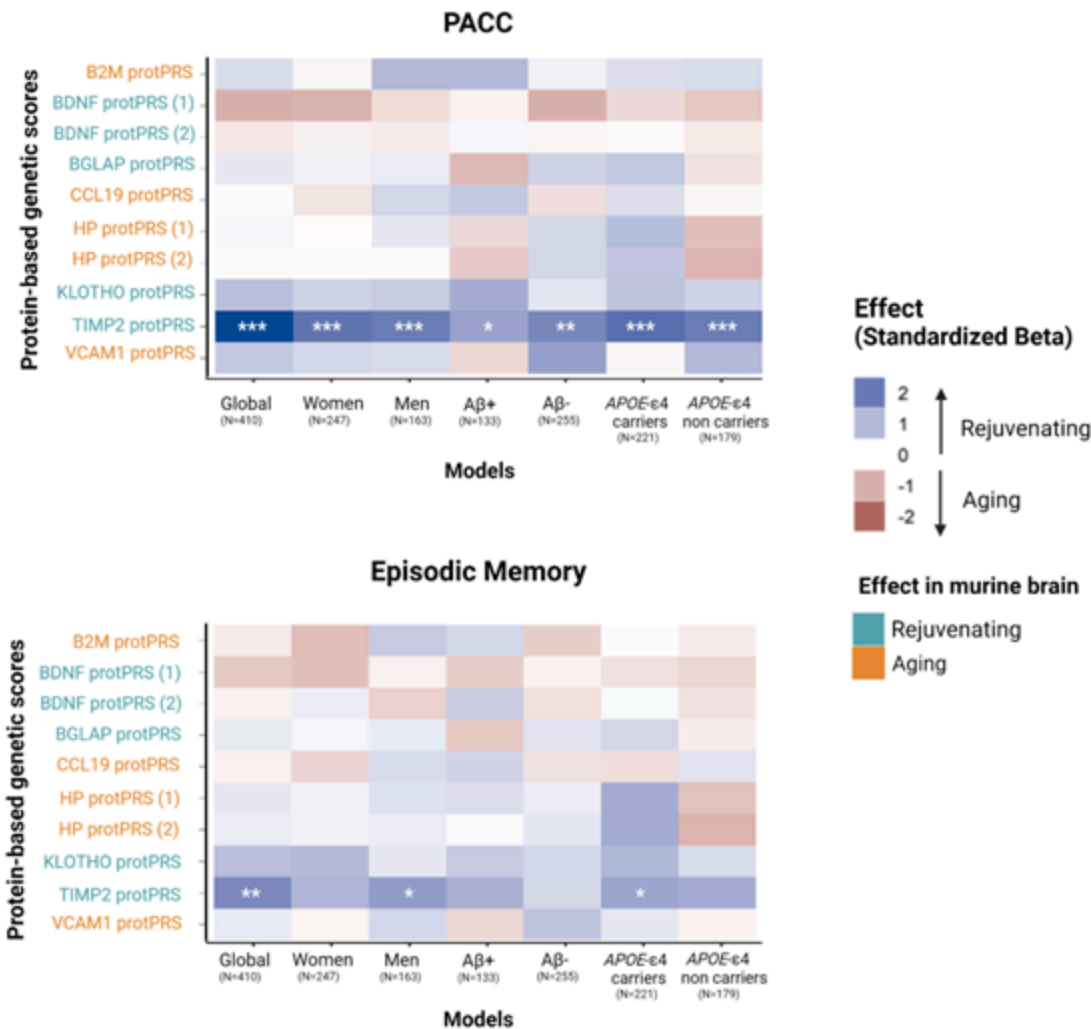 PACC
Protein-based genetic scores
B2M protPRS
BDNF protPRS (1)
BDNF protPRS (2)
BGLAP protPRS
CCL19 protPRS
HP protPRS (1)
HP protPRS (2)
KLOTHO protPRS
TIMP2 protPRS
VCAM1 protPRS
*** *** *** * ** *** ***
Global Women Men Aβ+ Aβ- APOE-ε4 APOE-ε4
carriers non carriers
(N=410) (N=247) (N=163) (N=133) (N=255) (N=221) (N=179)
Models
Effect
(Standardized Beta)
2
1
0
-1
-2
Rejuvenating
Aging
Effect in murine brain
Rejuvenating
Aging
Episodic Memory
Protein-based genetic scores
B2M protPRS
BDNF protPRS (1)
BDNF protPRS (2)
BGLAP protPRS
CCL19 protPRS
HP protPRS (1)
HP protPRS (2)
KLOTHO protPRS
TIMP2 protPRS
VCAM1 protPRS
** * *
Global Women Men Aβ+ Aβ- APOE-ε4 APOE-ε4
carriers non carriers
(N=410) (N=247) (N=163) (N=133) (N=255) (N=221) (N=179)
Models